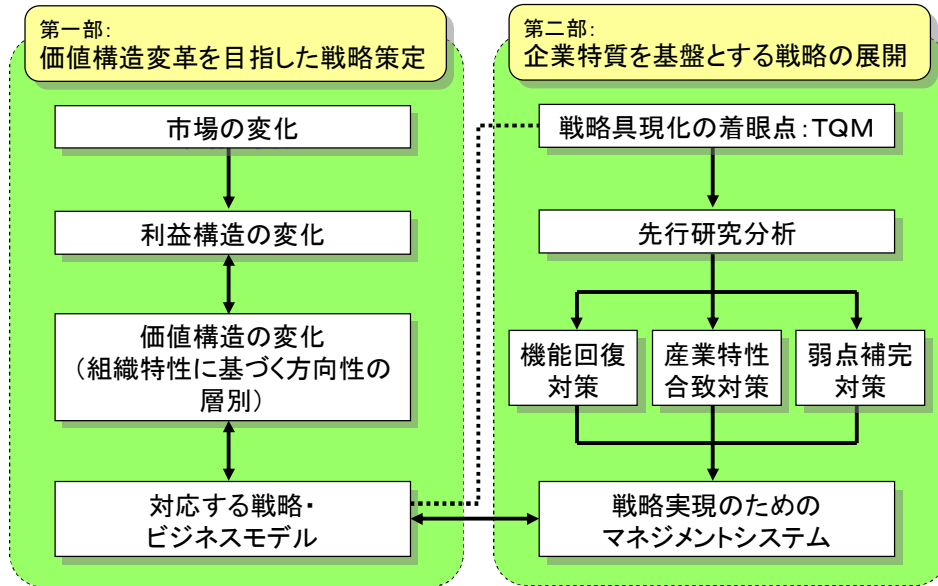 第一部:
価値構造変革を目指した戦略策定
市場の変化
利益構造の変化
価値構造の変化
（組織特性に基づく方向性の
層別）
対応する戦略・
ビジネスモデル
第二部:
企業特質を基盤とする戦略の展開
戦略具現化の着眼点:TQM
先行研究分析
機能回復
対策
産業特性
合致対策
弱点補完
対策
戦略実現のための
マネジメントシステム